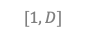 [1, D]